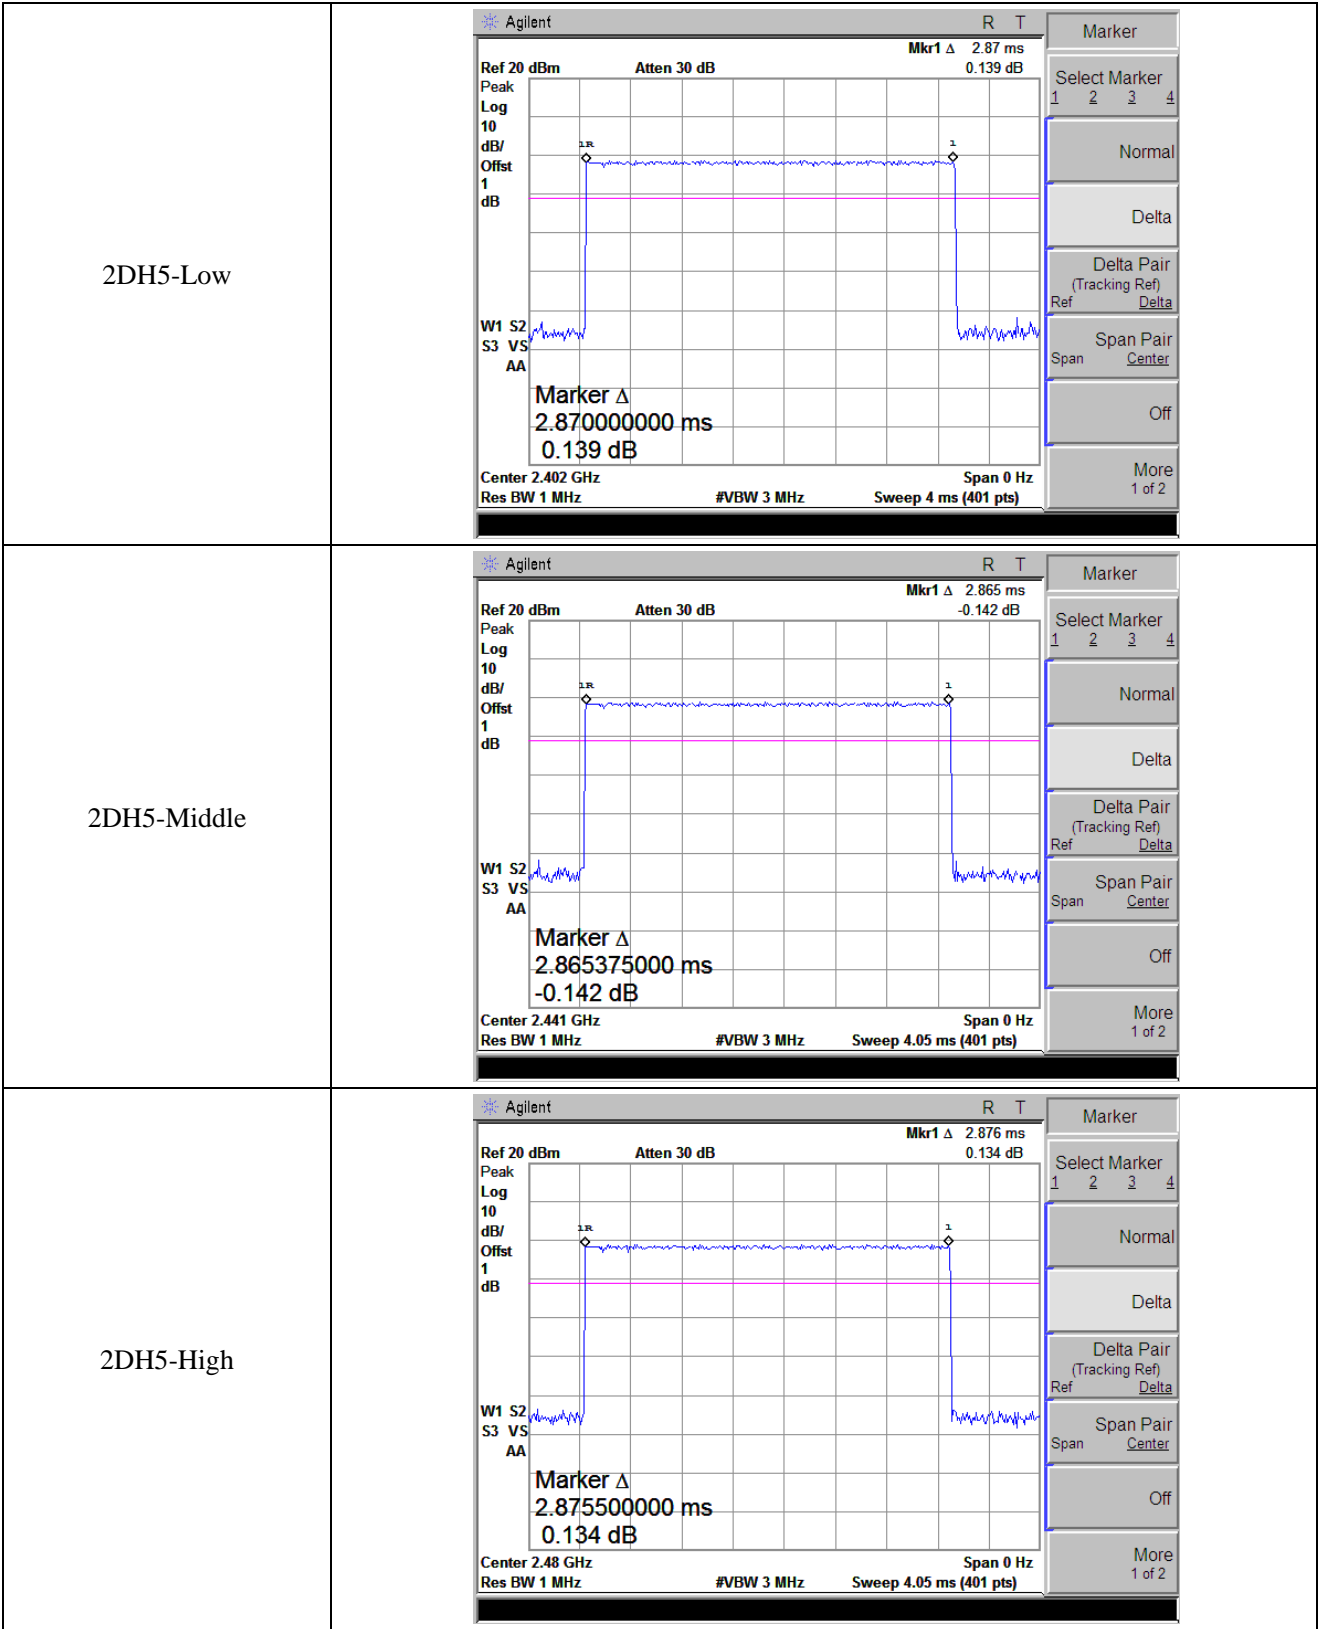 2DH5-Low
Agilent R T
Mkr1 Δ 2.87 ms
Ref 20 dBm Atten 30 dB 0.139 dB
Peak
Log
10
dB/
Offst
1
dB
1R 1
W1 S2
S3 VS
AA
Marker Δ
2.870000000 ms
0.139 dB
Center 2.402 GHz Span 0 Hz
Res BW 1 MHz #VBW 3 MHz Sweep 4 ms (401 pts)
Marker
Select Marker
1 2 3 4
Normal
Delta
Delta Pair
(Tracking Ref)
Ref Delta
Span Pair
Span Center
Off
More
1 of 2
2DH5-Middle
Agilent R T
Mkr1 Δ 2.865 ms
Ref 20 dBm Atten 30 dB -0.142 dB
Peak
Log
10
dB/
Offst
1
dB
1R 1
W1 S2
S3 VS
AA
Marker Δ
2.865375000 ms
-0.142 dB
Center 2.441 GHz Span 0 Hz
Res BW 1 MHz #VBW 3 MHz Sweep 4.05 ms (401 pts)
Marker
Select Marker
1 2 3 4
Normal
Delta
Delta Pair
(Tracking Ref)
Ref Delta
Span Pair
Span Center
Off
More
1 of 2
2DH5-High
Agilent R T
Mkr1 Δ 2.876 ms
Ref 20 dBm Atten 30 dB 0.134 dB
Peak
Log
10
dB/
Offst
1
dB
1R 1
W1 S2
S3 VS
AA
Marker Δ
2.875500000 ms
0.134 dB
Center 2.48 GHz Span 0 Hz
Res BW 1 MHz #VBW 3 MHz Sweep 4.05 ms (401 pts)
Marker
Select Marker
1 2 3 4
Normal
Delta
Delta Pair
(Tracking Ref)
Ref Delta
Span Pair
Span Center
Off
More
1 of 2